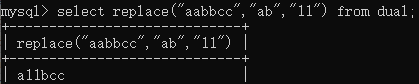 mysql> select replace("aabbcc","ab","11") from dual;
+-----------------------------+
| replace("aabbcc","ab","11") |
+-----------------------------+
| a11bcc                      |